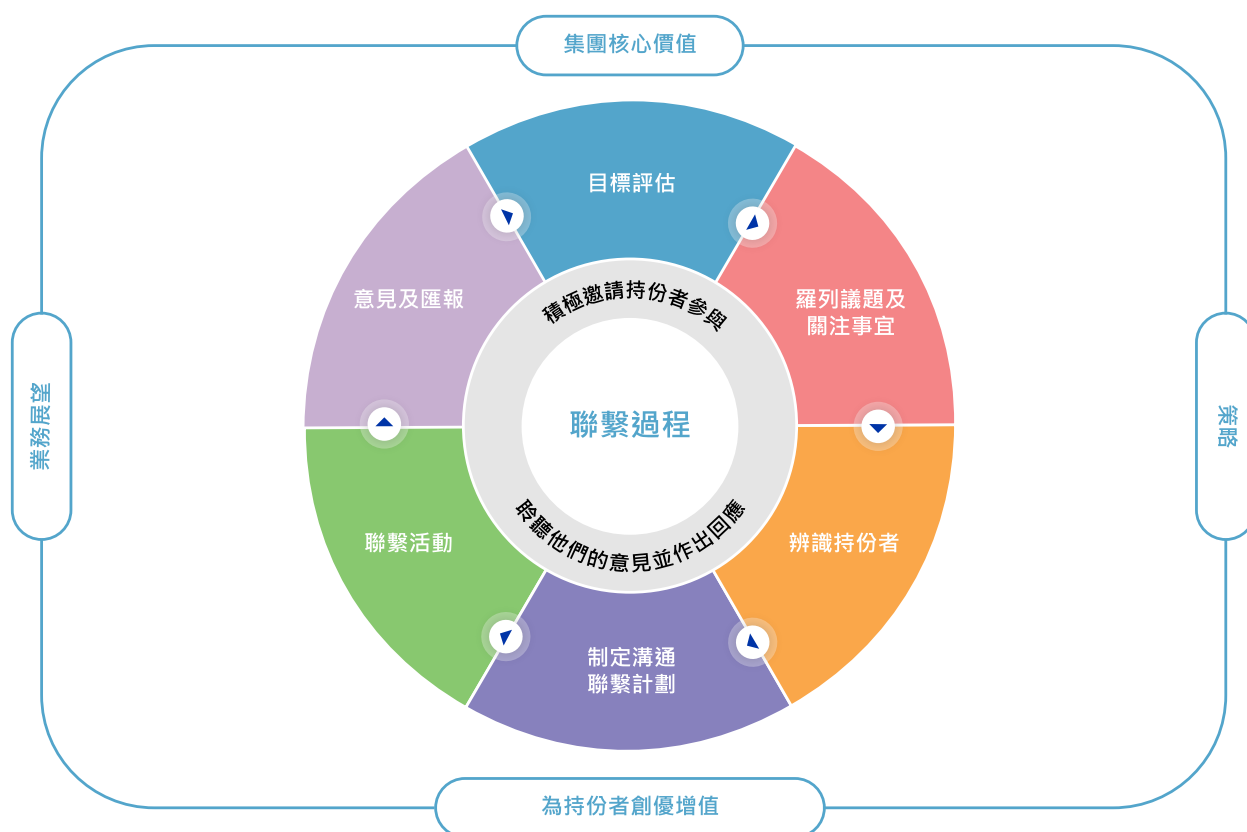 集團核心價值
目標評估
意見及匯報
羅列議題及
關注事宜
積極邀請持份者參與
聯繫過程
業務展望
策略
聆聽他們的意見並作出回應
聯繫活動
辨識持份者
制定溝通
聯繫計劃
為持份者創優增值